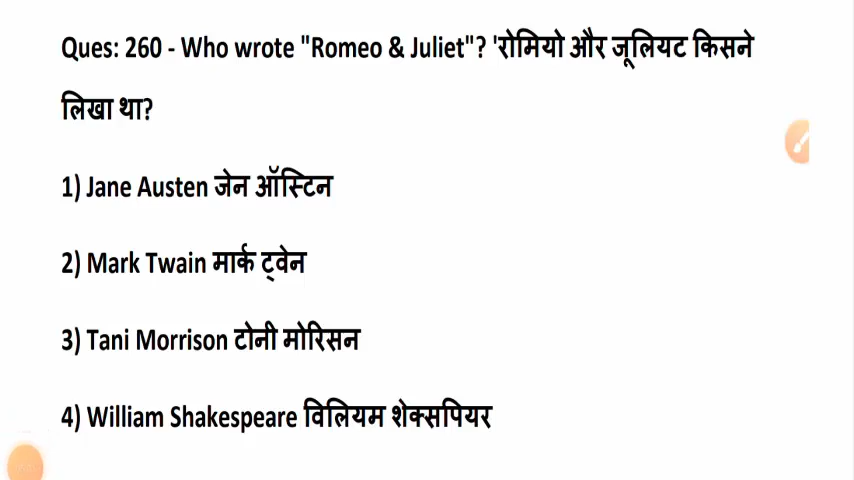 Ques: 260 - Who wrote "Romeo & Juliet"? 'रोमियो और जूलियट किसने
लिखा था?
1) Jane Austen जेन ऑस्टिन
2) Mark Twain मार्क ट्वेन
3) Tani Morrison टोनी मोरिसन
4) William Shakespeare विलियम शेक्सपियर